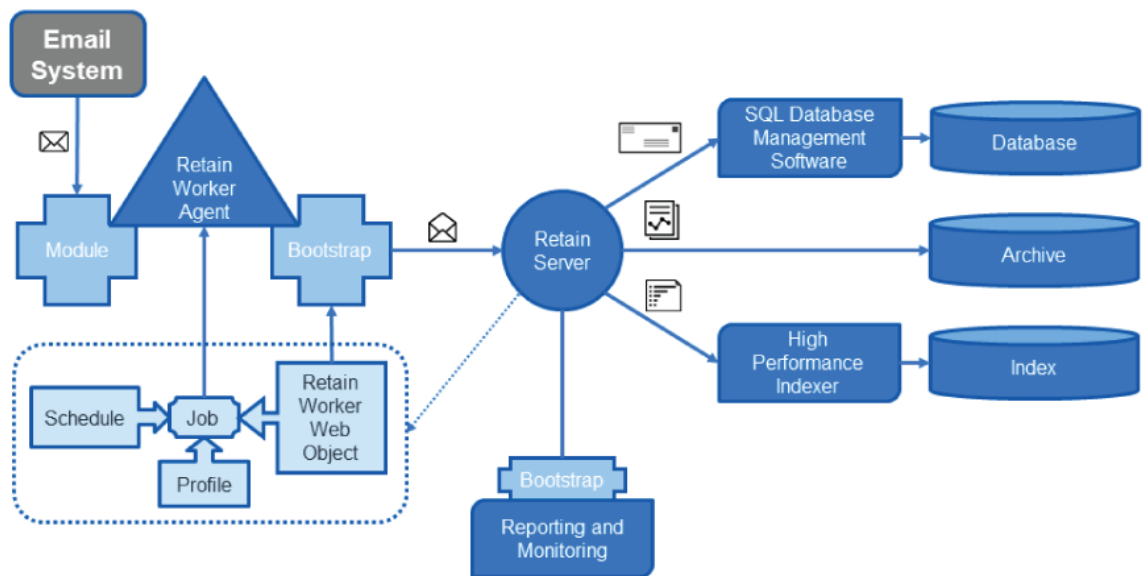 Email
System
Retain
Worker
Agent
Module
Bootstrap
Retain
Server
SQL Database
Management
Software
Database
Archive
High
Performance
Indexer
Index
Schedule
Job
Retain
Worker
Web
Object
Profile
Bootstrap
Reporting and
Monitoring